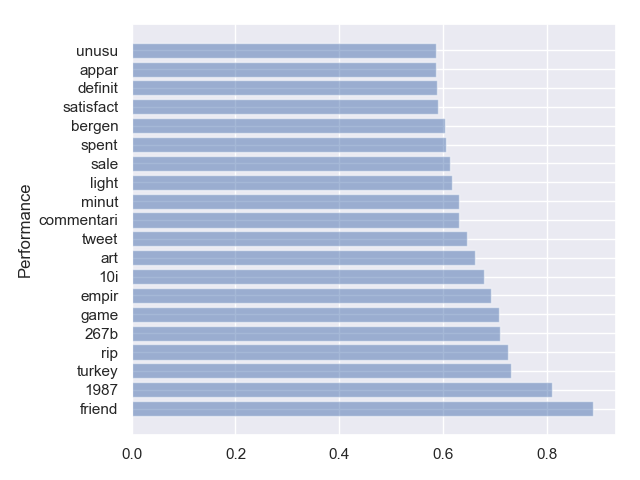 unusu
appar
definit
satisfact
bergen
spent
sale
light
minut
commentari
tweet
art
10i
empir
game
267b
rip
turkey
1987
friend
Performance
0.0 0.2 0.4 0.6 0.8